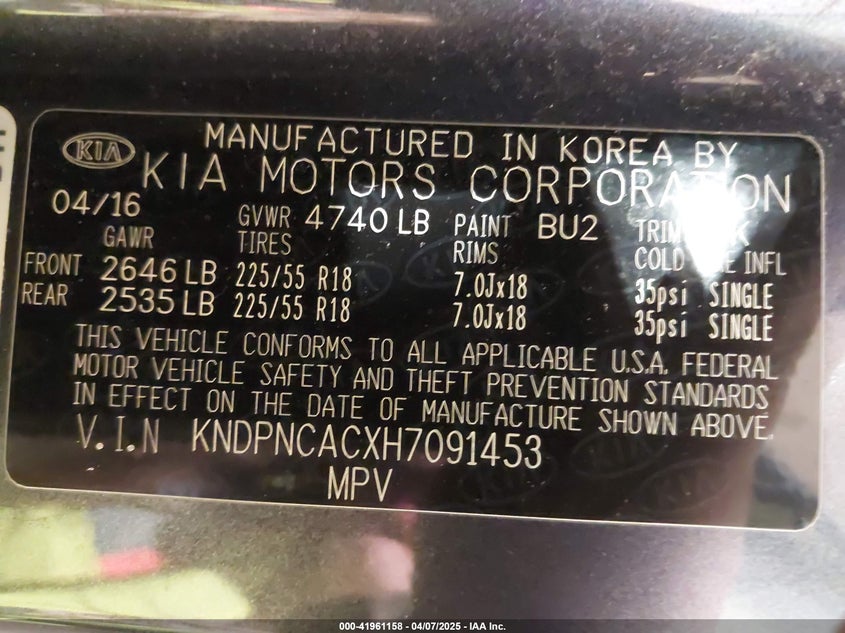 MANUFACTURED IN KOREA BY
KIA KIA MOTORS CORPORATION
04/16 GVWR 4740 LB PAINT BU2 TRIM
GAWR TIRES RIMS COLD INFL
FRONT 2646 LB 225/55 R18 7.0Jx18 35psi SINGLE
REAR 2535 LB 225/55 R18 7.0Jx18 35psi SINGLE
THIS VEHICLE CONFORMS TO ALL APPLICABLE U.S.A. FEDERAL
MOTOR VEHICLE SAFETY AND THEFT PREVENTION STANDARDS
IN EFFECT ON THE DATE OF MANUFACTURE SHOWN ABOVE.
V.I.N KNDPNCACXH7091453
MPV
000-41961158 - 04/07/2025 - IAA Inc.